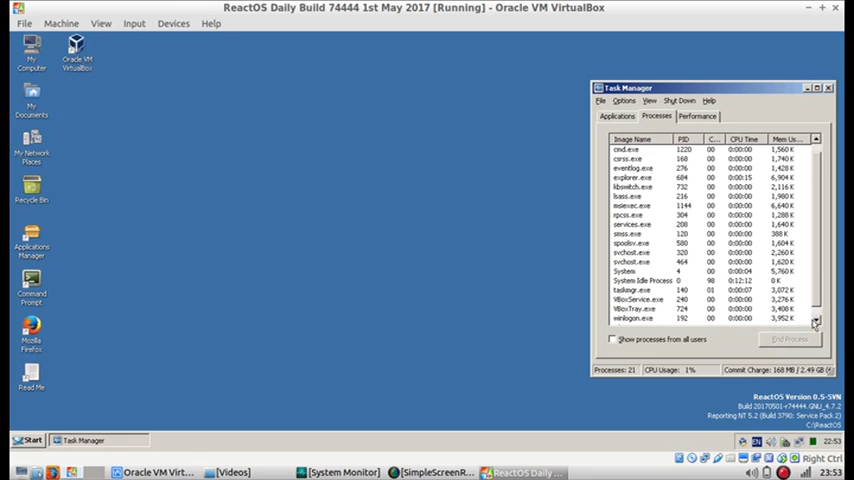 ReactOS Daily Build 74444 1st May 2017 [Running] - Oracle VM VirtualBox
File Machine View Input Devices Help
My Computer
Oracle VM VirtualBox
My Documents
My Network Places
Recycle Bin
Applications Manager
Command Prompt
Mozilla Firefox
Read Me
Task Manager
File Options View Shut Down Help
Applications Processes Performance
Image Name PID C... CPU Time Mem Us...
cmd.exe 1220 00 0:00:00 1,560 K
csrss.exe 168 00 0:00:00 1,740 K
eventlog.exe 276 00 0:00:00 1,428 K
explorer.exe 684 00 0:00:15 6,904 K
kbswitch.exe 732 00 0:00:00 2,116 K
lsass.exe 216 00 0:00:00 1,980 K
msiexec.exe 1144 00 0:00:00 6,640 K
rpcss.exe 304 00 0:00:00 1,288 K
services.exe 208 00 0:00:00 1,640 K
smss.exe 120 00 0:00:00 388 K
spoolsv.exe 580 00 0:00:00 1,604 K
svchost.exe 320 00 0:00:00 2,260 K
svchost.exe 464 00 0:00:00 1,620 K
System 4 00 0:00:04 5,760 K
System Idle Process 0 98 0:12:12 0 K
taskmgr.exe 140 01 0:00:07 3,072 K
VBoxService.exe 240 00 0:00:00 3,276 K
VBoxTray.exe 724 00 0:00:00 3,408 K
winlogon.exe 192 00 0:00:00 3,952 K
Show processes from all users
End Process
Processes: 21 CPU Usage: 1% Commit Charge: 168 MB / 2.49 GB (
ReactOS Version 0.5-SVN
Build 20170501-r74444.GNU_4.7.2
Reporting NT 5.2 (Build 3790: Service Pack 2)
C:\ReactOS
Start Task Manager EN 22:53
Right Ctrl
Oracle VM Virt... [Videos] [System Monitor] [SimpleScreenR... ReactOS Daily ... 23:53